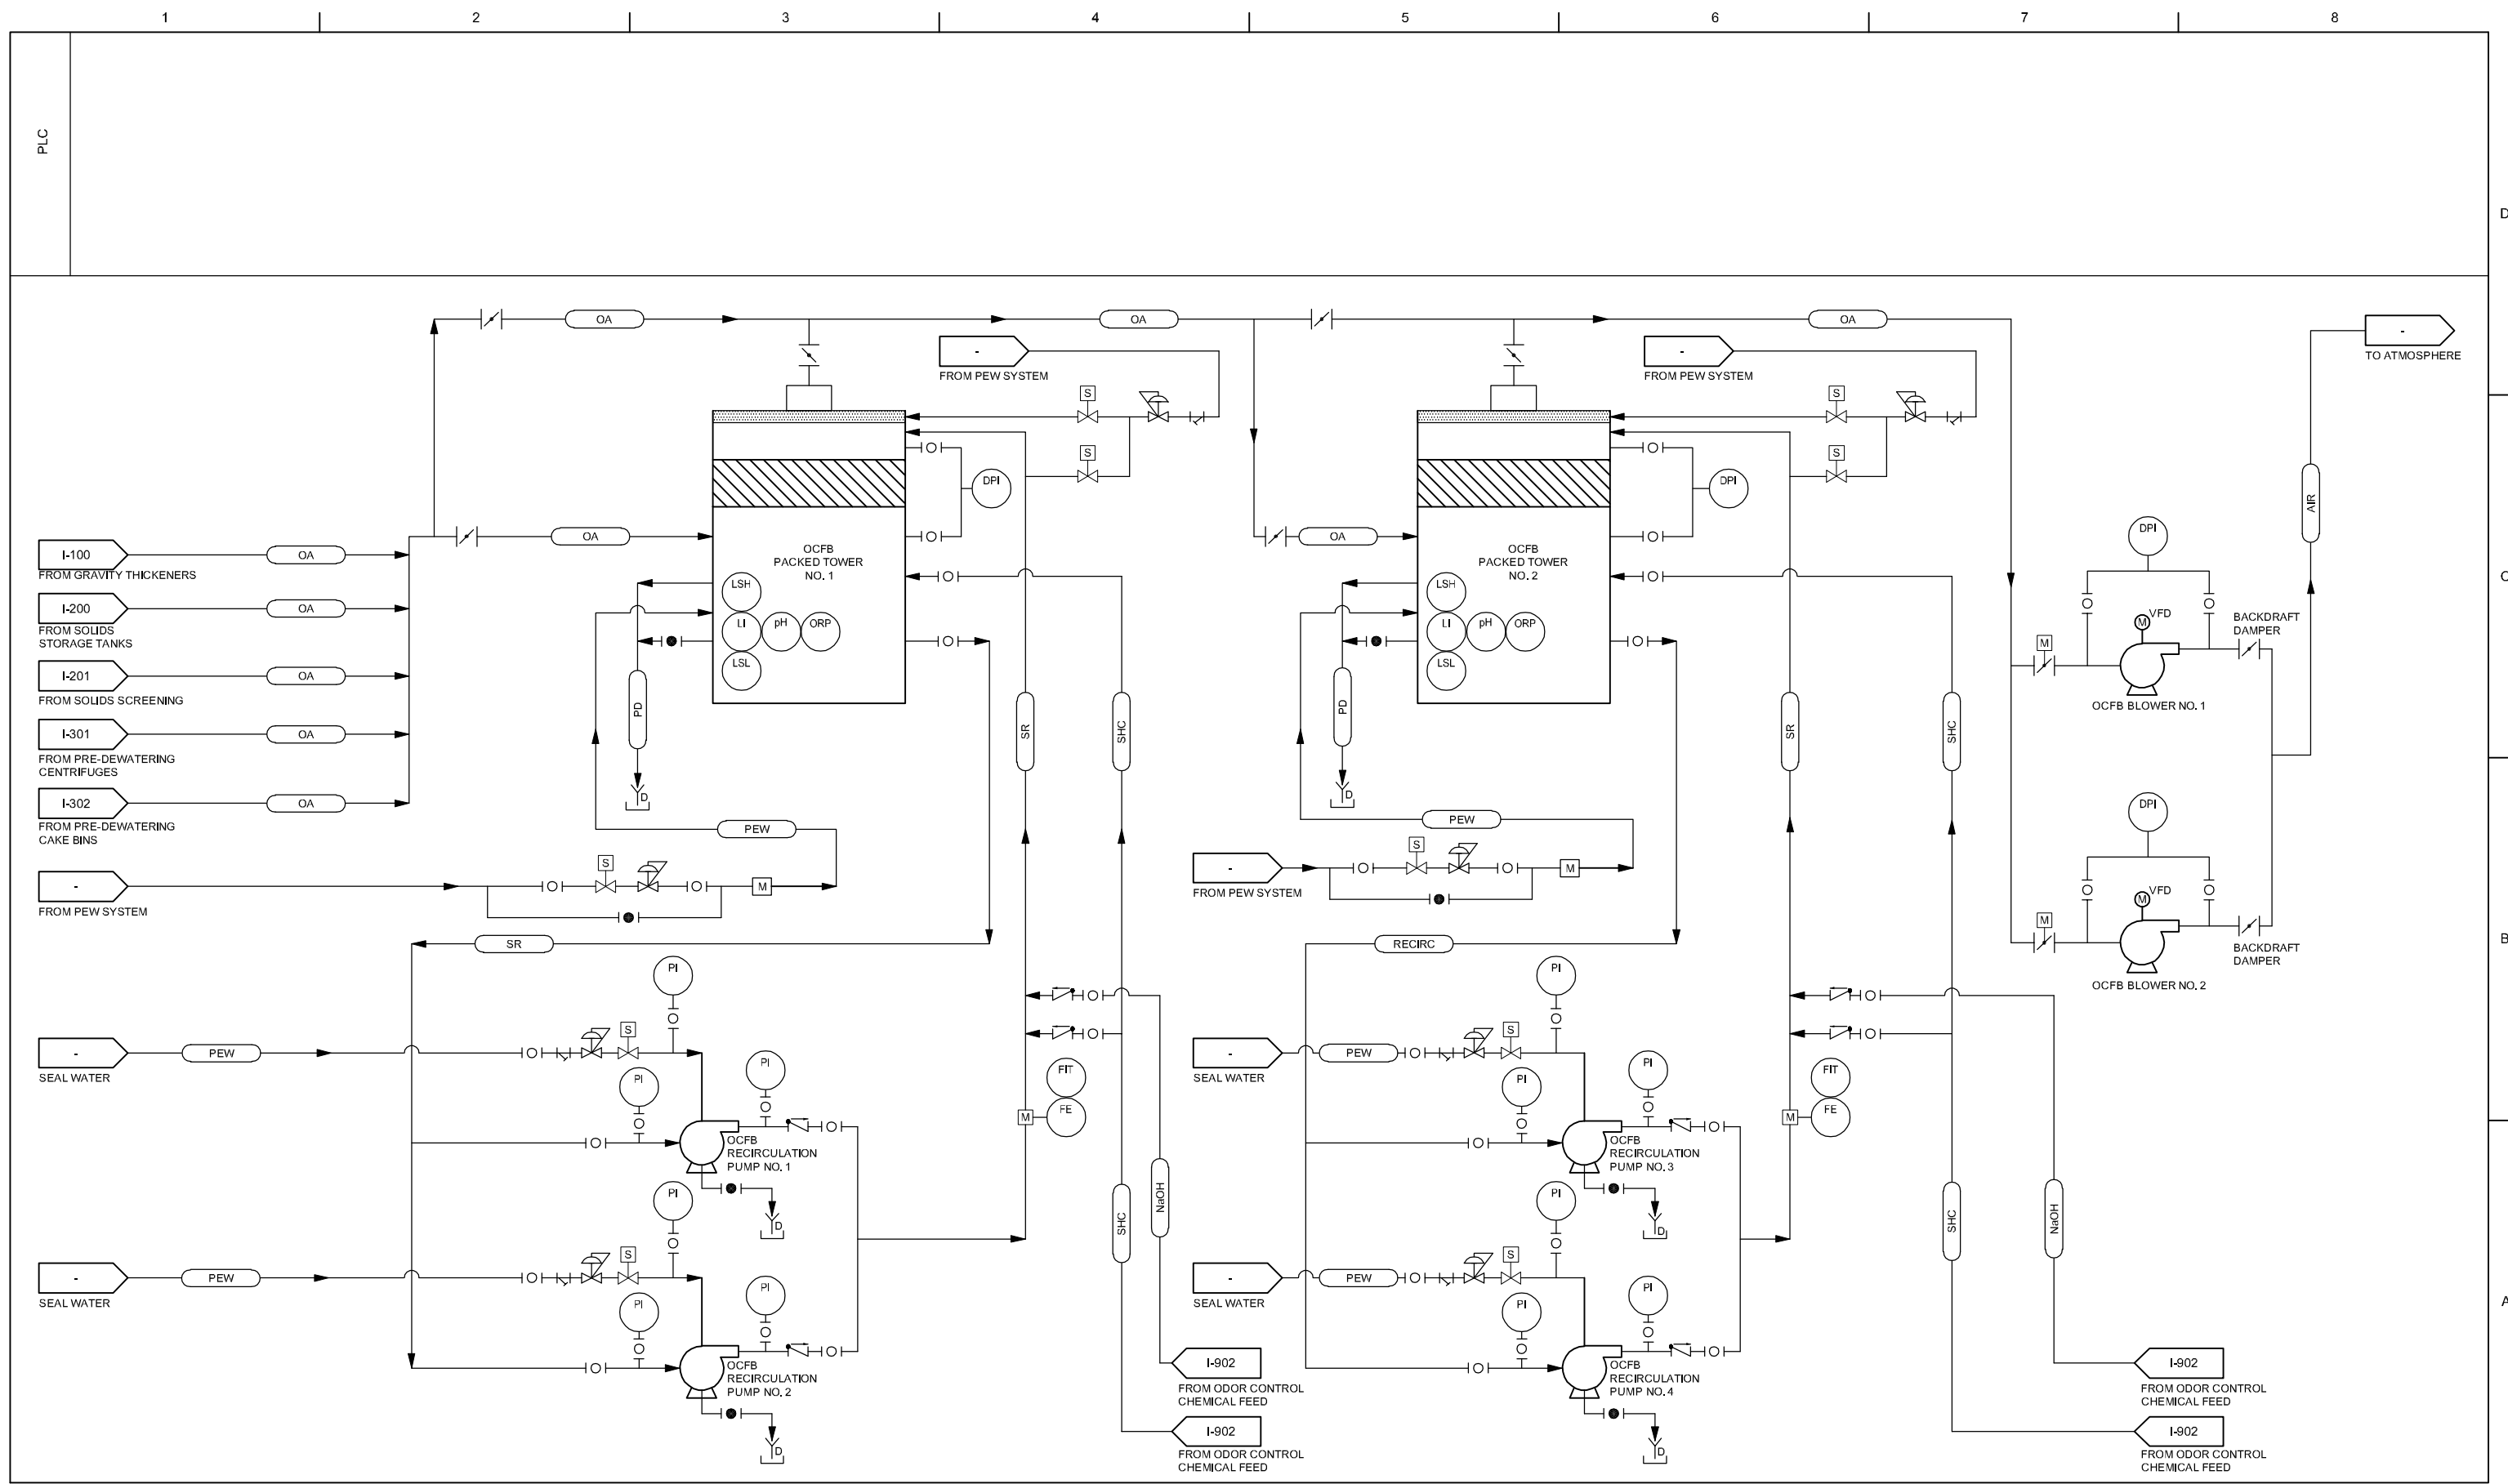 1
2
3
4
5
6
7
8
PLC
D
C
B
A
OA
OA
OA
-
FROM PEW SYSTEM
-
FROM PEW SYSTEM
-
TO ATMOSPHERE
S
S
S
S
DPI
DPI
AIR
I-100
OA
FROM GRAVITY THICKENERS
I-200
OA
FROM SOLIDS
STORAGE TANKS
I-201
OA
FROM SOLIDS SCREENING
I-301
OA
FROM PRE-DEWATERING
CENTRIFUGES
I-302
OA
FROM PRE-DEWATERING
CAKE BINS
-
FROM PEW SYSTEM
OA
OCFB
PACKED TOWER
NO. 1
LSH
LI
pH
ORP
LSL
PD
D
PEW
S
M
SR
SR
SHC
OA
OCFB
PACKED TOWER
NO. 2
LSH
LI
pH
ORP
LSL
PD
D
PEW
-
FROM PEW SYSTEM
S
M
RECIRC
SR
SHC
DPI
M
M
VFD
BACKDRAFT
DAMPER
OCFB BLOWER NO. 1
DPI
M
M
VFD
BACKDRAFT
DAMPER
OCFB BLOWER NO. 2
-
PEW
SEAL WATER
S
PI
PI
PI
OCFB
RECIRCULATION
PUMP NO. 1
D
-
PEW
SEAL WATER
S
PI
PI
PI
OCFB
RECIRCULATION
PUMP NO. 2
D
FIT
M
FE
SHC
NaOH
I-902
FROM ODOR CONTROL
CHEMICAL FEED
I-902
FROM ODOR CONTROL
CHEMICAL FEED
-
PEW
SEAL WATER
S
PI
PI
PI
OCFB
RECIRCULATION
PUMP NO. 3
D
-
PEW
SEAL WATER
S
PI
PI
PI
OCFB
RECIRCULATION
PUMP NO. 4
D
FIT
M
FE
SHC
NaOH
I-902
FROM ODOR CONTROL
CHEMICAL FEED
I-902
FROM ODOR CONTROL
CHEMICAL FEED